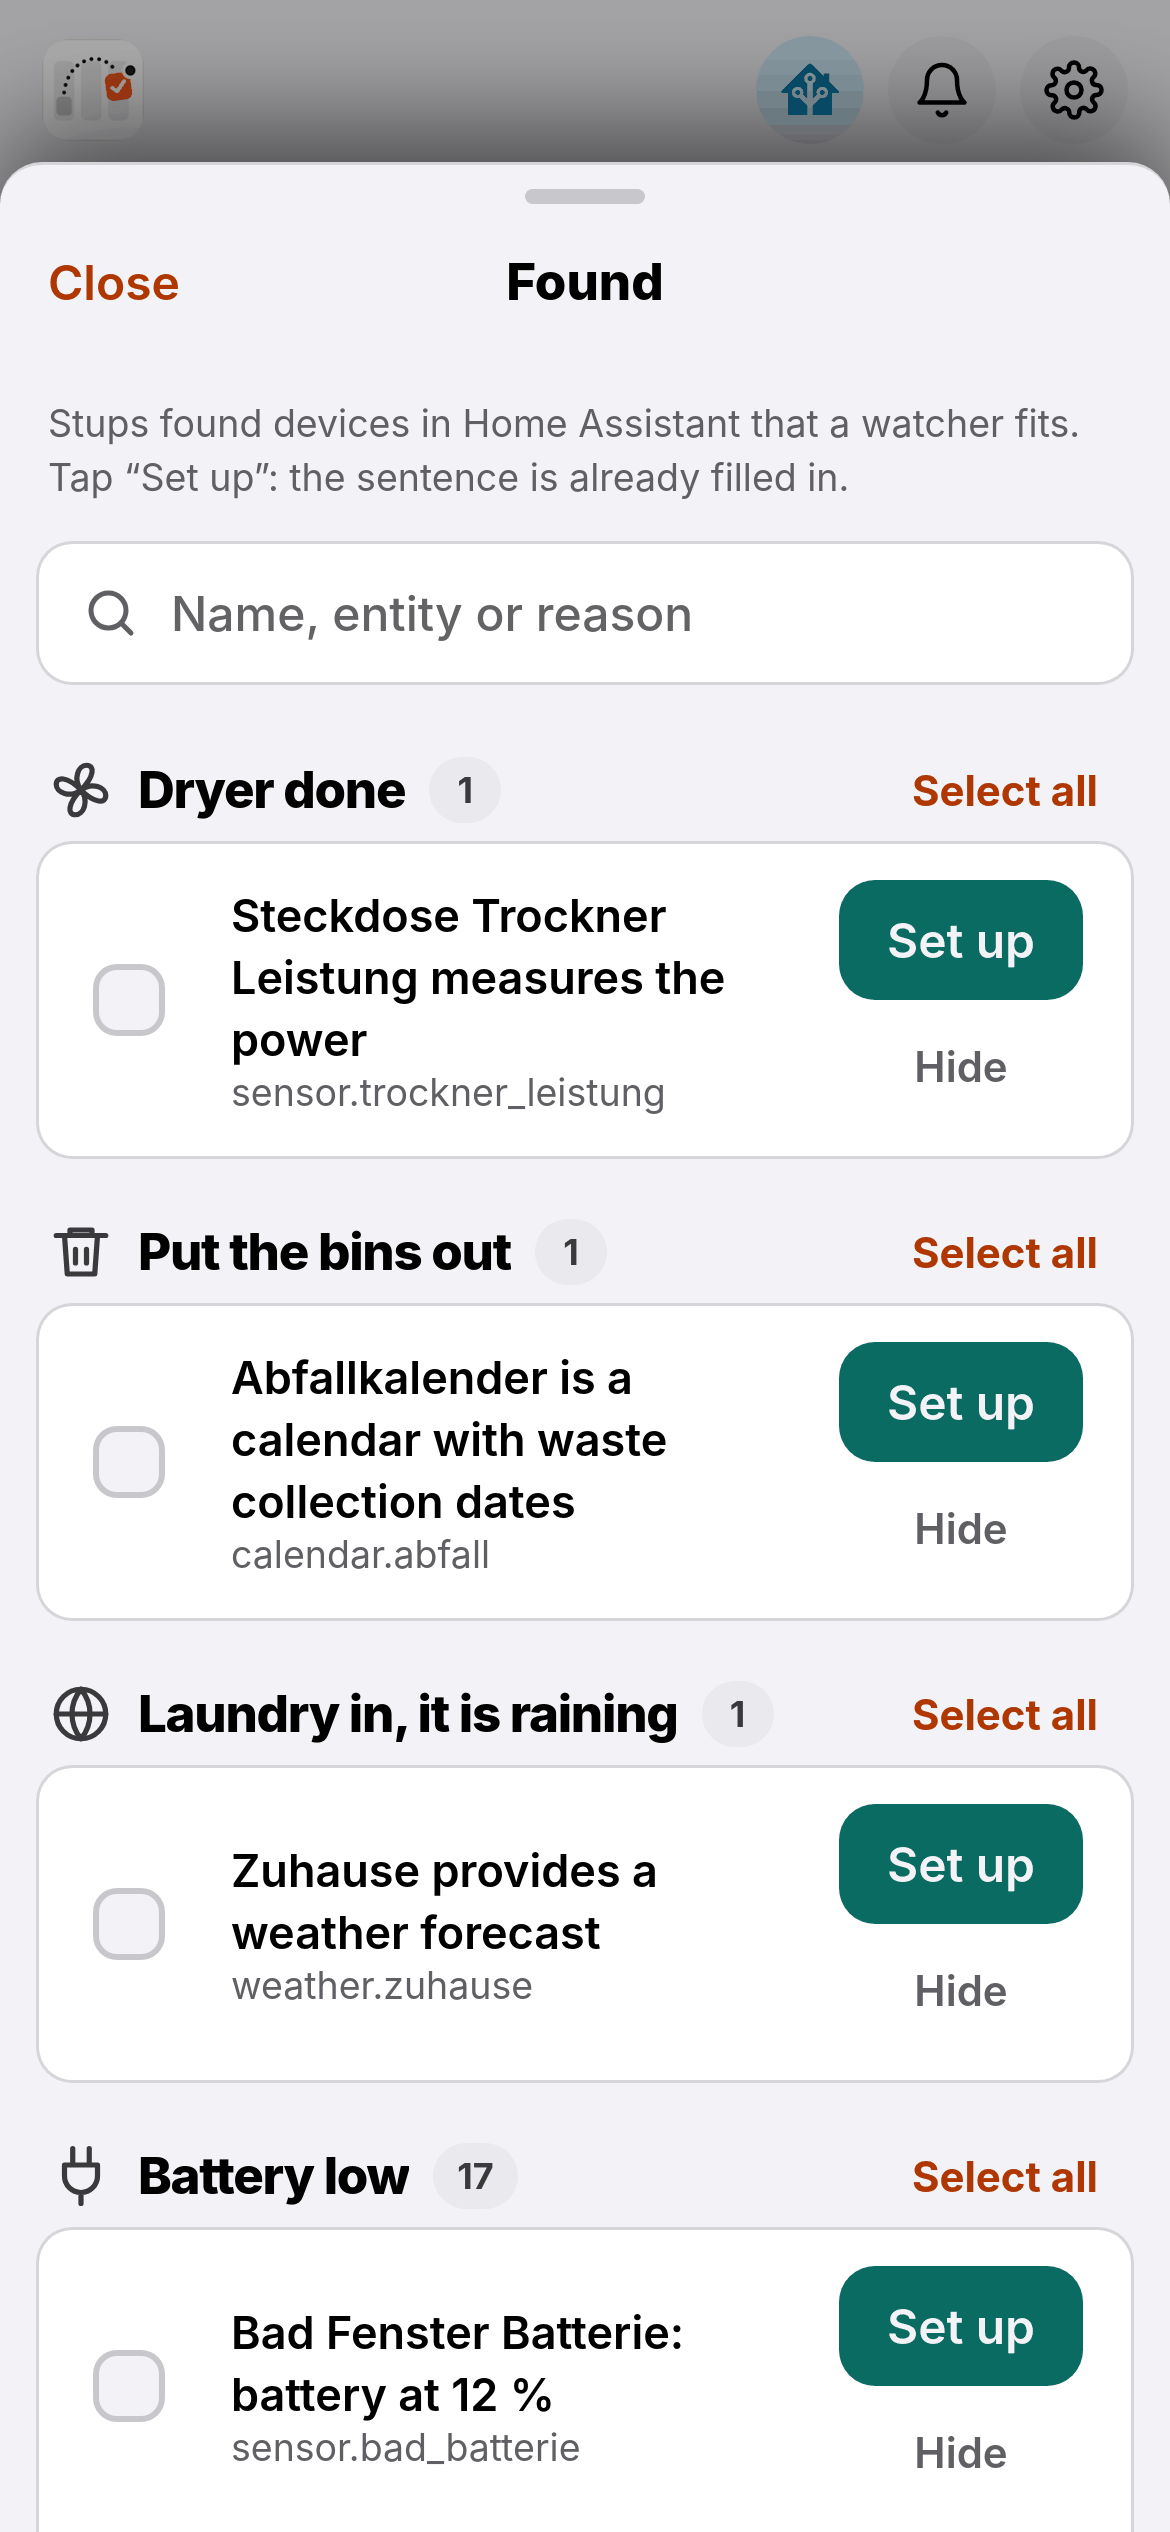 Close
Found
Stups found devices in Home Assistant that a watcher fits.
Tap “Set up”: the sentence is already filled in.
Name, entity or reason
Dryer done
1
Select all
Steckdose Trockner
Leistung measures the
power
sensor.trockner_leistung
Set up
Hide
Put the bins out
1
Select all
Abfallkalender is a
calendar with waste
collection dates
calendar.abfall
Set up
Hide
Laundry in, it is raining
1
Select all
Zuhause provides a
weather forecast
weather.zuhause
Set up
Hide
Battery low
17
Select all
Bad Fenster Batterie:
battery at 12 %
sensor.bad_batterie
Set up
Hide